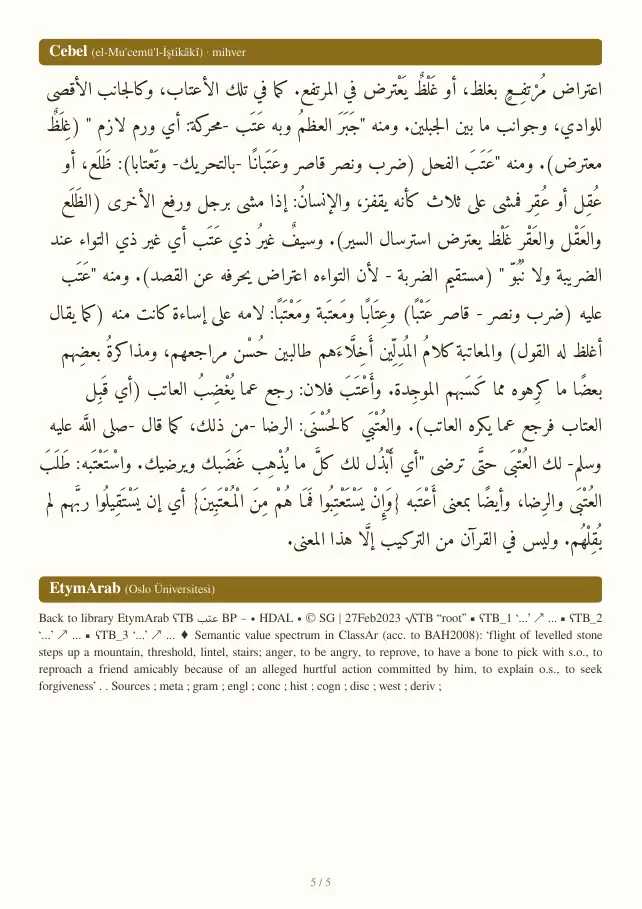 Cebel (el-Mu'cemü'l-İştikâkî) · mihver
اعتراض مُرْتفِعٍ بغلظ، أو غَلْظٌ يَعْترض في المرتفع. كما في تلك الأعتاب، وكالجانب الأقصى
للوادي، وجوانب ما بين الجبلين. ومنه "جَبَرَ العظمُ وبه عَتَب -محركة: أي ورم لازم " (غِلَظٌ
معترض). ومنه "عَتَبَ الفحل (ضرب ونصر قاصر وعَتَبانًا -بالتحريك- وتَعْتابا): ظَلَع، أو
عُقِل أو عُقِر فمشى على ثلاث كأنه يقفز، والإنسانُ: إذا مشى برجل ورفع الأخرى (الظَلَع
والعَقْل والعَقْر غَلْظ يعترض استرسال السير). وسيفٌ غيرُ ذي عَتَب أي غير ذي التواء عند
الضريبة ولا نُبُوّ " (مستقيم الضربة - لأن التواءه اعتراض يحرفه عن القصد). ومنه "عَتَب
عليه (ضرب ونصر - قاصر عَتْبًا) وعِتَابًا ومَعتَبة ومَعْتَبًا: لامه على إساءة كانت منه (كما يقال
أغلظ له القول) والمعاتبة كلامُ المُدِلِّين أَخِلَّاءَهم طالبين حُسْن مراجعهم، ومذاكرةُ بعضِهم
بعضًا ما كرِهوه مما كَسَبهم الموجِدة. وأَعْتَبَ فلان: رجع عما يُغْضِبُ العاتب (أي قَبِل
العتاب فرجع عما يكره العاتب). والعُتْبَي كالحُسْنَى: الرضا -من ذلك، كما قال -صلى اللَّه عليه
وسلم- لك العُتْبَى حتَّى ترضى "أي أَبْذُل لك كلَّ ما يُذْهِب غَضَبك ويرضيك. واسْتَعْتَبه: طَلَبَ
العُتْبَى والرِضا، وأيضًا بمعنى أَعْتَبه {وَإِنْ يَسْتَعْتِبُوا فَمَا هُمْ مِنَ الْمُعْتَبِينَ} أي إن يَسْتَقِيلُوا ربَّهم لم
يُقِلْهُم. وليس في القرآن من التركيب إلَّا هذا المعنى.
EtymArab (Oslo Üniversitesi)
Back to library EtymArab ʕTB عتب BP – • HDAL • © SG | 27Feb2023 √ʕTB “root” ▪ ʕTB_1 ‘...’ ↗ ... ▪ ʕTB_2
‘...’ ↗ ... ▪ ʕTB_3 ‘...’ ↗ ... ♦ Semantic value spectrum in ClassAr (acc. to BAH2008): ‘flight of levelled stone
steps up a mountain, threshold, lintel, stairs; anger, to be angry, to reprove, to have a bone to pick with s.o., to
reproach a friend amicably because of an alleged hurtful action committed by him, to explain o.s., to seek
forgiveness’ . . Sources ; meta ; gram ; engl ; conc ; hist ; cogn ; disc ; west ; deriv ;
5 / 5